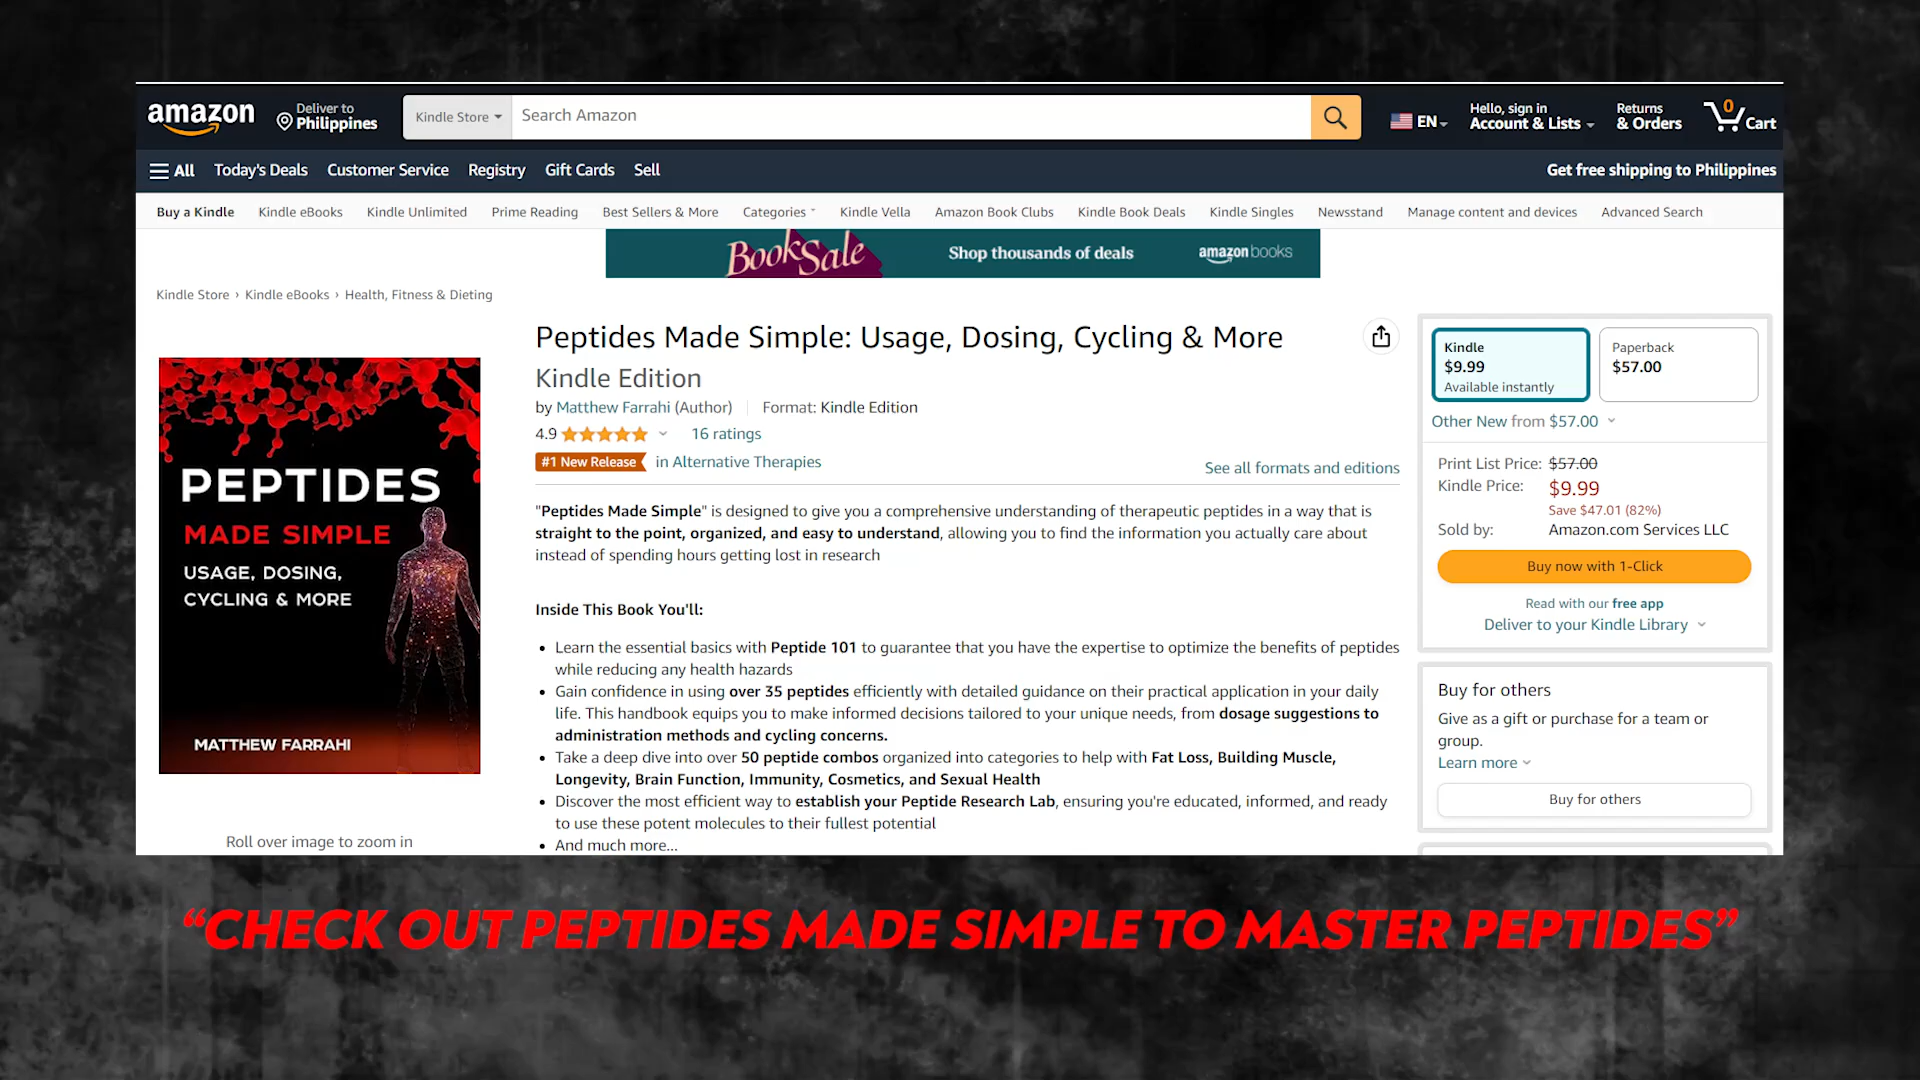 amazon
Deliver to
Philippines
Kindle Store
Search Amazon
EN
Hello, sign in
Account & Lists
Returns
& Orders
0
Cart
All
Today's Deals
Customer Service
Registry
Gift Cards
Sell
Get free shipping to Philippines
Buy a Kindle
Kindle eBooks
Kindle Unlimited
Prime Reading
Best Sellers & More
Categories
Kindle Vella
Amazon Book Clubs
Kindle Book Deals
Kindle Singles
Newsstand
Manage content and devices
Advanced Search
BookSale
Shop thousands of deals
amazon books
Kindle Store › Kindle eBooks › Health, Fitness & Dieting
PEPTIDES
MADE SIMPLE
USAGE, DOSING,
CYCLING & MORE
MATTHEW FARRAHI
Roll over image to zoom in
Peptides Made Simple: Usage, Dosing, Cycling & More
Kindle Edition
by Matthew Farrahi (Author)
Format: Kindle Edition
4.9
16 ratings
#1 New Release
in Alternative Therapies
See all formats and editions
"Peptides Made Simple" is designed to give you a comprehensive understanding of therapeutic peptides in a way that is
straight to the point, organized, and easy to understand, allowing you to find the information you actually care about
instead of spending hours getting lost in research
Inside This Book You'll:
• Learn the essential basics with Peptide 101 to guarantee that you have the expertise to optimize the benefits of peptides
while reducing any health hazards
• Gain confidence in using over 35 peptides efficiently with detailed guidance on their practical application in your daily
life. This handbook equips you to make informed decisions tailored to your unique needs, from dosage suggestions to
administration methods and cycling concerns.
• Take a deep dive into over 50 peptide combos organized into categories to help with Fat Loss, Building Muscle,
Longevity, Brain Function, Immunity, Cosmetics, and Sexual Health
• Discover the most efficient way to establish your Peptide Research Lab, ensuring you're educated, informed, and ready
to use these potent molecules to their fullest potential
• And much more...
Kindle
$9.99
Available instantly
Paperback
$57.00
Other New from $57.00
Print List Price: $57.00
Kindle Price: $9.99
Save $47.01 (82%)
Sold by: Amazon.com Services LLC
Buy now with 1-Click
Read with our free app
Deliver to your Kindle Library
Buy for others
Give as a gift or purchase for a team or
group.
Learn more
Buy for others
“CHECK OUT PEPTIDES MADE SIMPLE TO MASTER PEPTIDES”